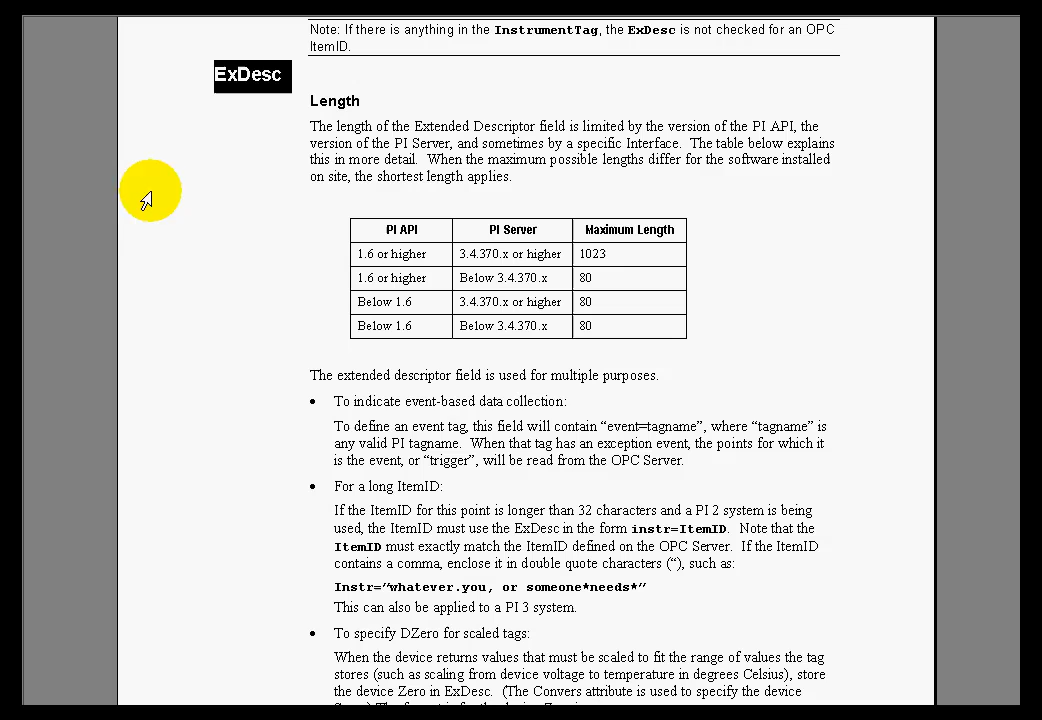 Note: If there is anything in the InstrumentTag, the ExDesc is not checked for an OPC
ItemID.
ExDesc
Length
The length of the Extended Descriptor field is limited by the version of the PI API, the
version of the PI Server, and sometimes by a specific Interface. The table below explains
this in more detail. When the maximum possible lengths differ for the software installed
on site, the shortest length applies.
PI API PI Server Maximum Length
1.6 or higher 3.4.370.x or higher 1023
1.6 or higher Below 3.4.370.x 80
Below 1.6 3.4.370.x or higher 80
Below 1.6 Below 3.4.370.x 80
The extended descriptor field is used for multiple purposes.
• To indicate event-based data collection:
To define an event tag, this field will contain “event=tagname”, where “tagname” is
any valid PI tagname. When that tag has an exception event, the points for which it
is the event, or “trigger”, will be read from the OPC Server.
• For a long ItemID:
If the ItemID for this point is longer than 32 characters and a PI 2 system is being
used, the ItemID must use the ExDesc in the form instr=ItemID. Note that the
ItemID must exactly match the ItemID defined on the OPC Server. If the ItemID
contains a comma, enclose it in double quote characters (“), such as:
Instr=”whatever.you, or someone*needs*”
This can also be applied to a PI 3 system.
• To specify DZero for scaled tags:
When the device returns values that must be scaled to fit the range of values the tag
stores (such as scaling from device voltage to temperature in degrees Celsius), store
the device Zero in ExDesc. (The Convers attribute is used to specify the device